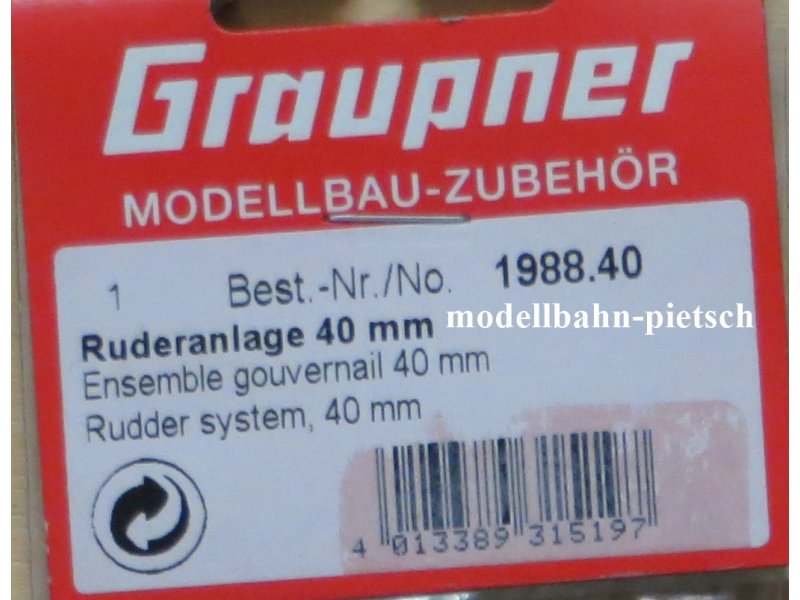 Graupner
MODELLBAU-ZUBEHÖR
1 Best.-Nr./No. 1988.40
modellbahn-pietsch
Ruderanlage 40 mm
Ensemble gouvernail 40 mm
Rudder system, 40 mm
4 013389 315197